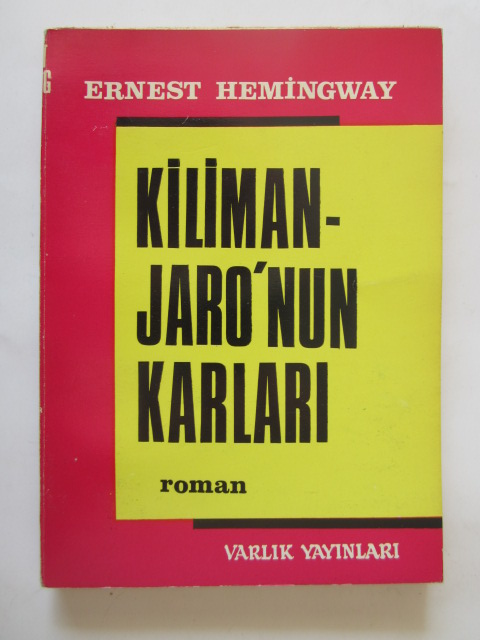 ERNEST HEMİNGWAY
KİLİMAN-
JARO'NUN
KARLARI
roman
VARLIK YAYINLARI